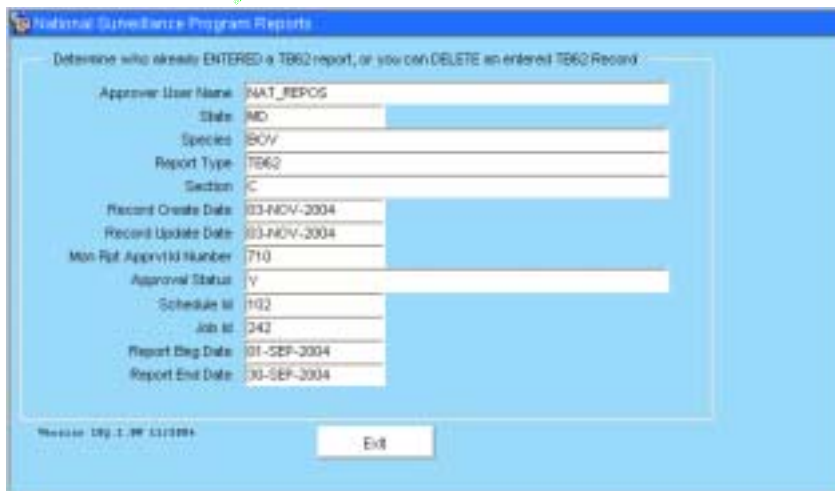 National Surveillance Program Reports
Determine who already ENTERED a TB62 report, or you can DELETE an entered TB62 Record
Approver User Name NAT_REPOS
State MD
Species BOV
Report Type TB62
Section C
Record Create Date 03-NOV-2004
Record Update Date 03-NOV-2004
Mon Rpt Apprvl Id Number 710
Approval Status V
Schedule Id 102
Job Id 242
Report Beg Date 01-SEP-2004
Report End Date 30-SEP-2004
Version
Exit